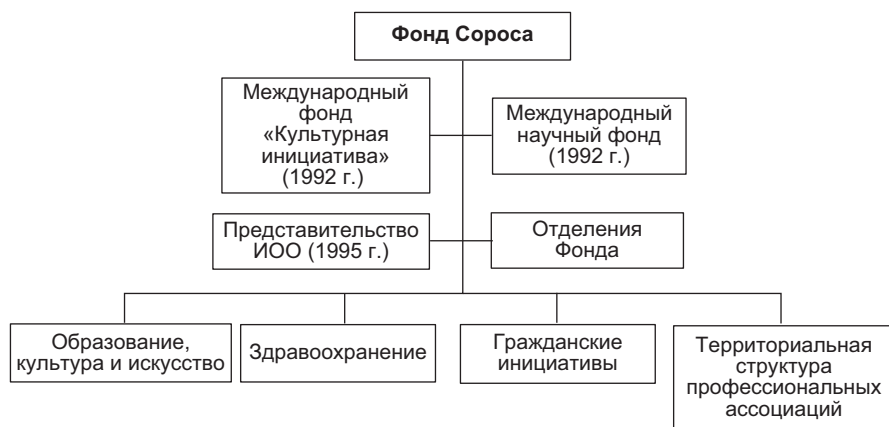 Фонд Сороса
Международный
фонд
«Культурная
инициатива»
(1992 г.)
Международный
научный фонд
(1992 г.)
Представительство
ИОО (1995 г.)
Отделения
Фонда
Образование,
культура и искусство
Здравоохранение
Гражданские
инициативы
Территориальная
структура
профессиональных
ассоциаций